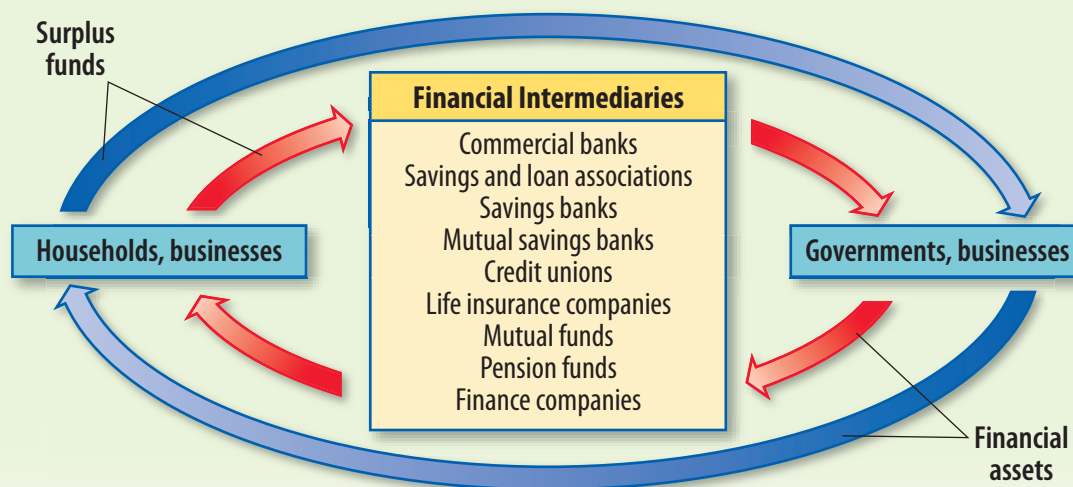 Surplus
funds
Financial Intermediaries
Commercial banks
Savings and loan associations
Savings banks
Mutual savings banks
Credit unions
Life insurance companies
Mutual funds
Pension funds
Finance companies
Households, businesses
Governments, businesses
Financial
assets